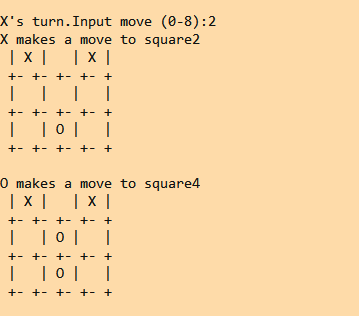 X's turn.Input move (0-8):2
X makes a move to square2
 | X |   | X |
 +- +- +- +- +
 |   |   |   |
 +- +- +- +- +
 |   | O |   |
 +- +- +- +- +

O makes a move to square4
 | X |   | X |
 +- +- +- +- +
 |   | O |   |
 +- +- +- +- +
 |   | O |   |
 +- +- +- +- +